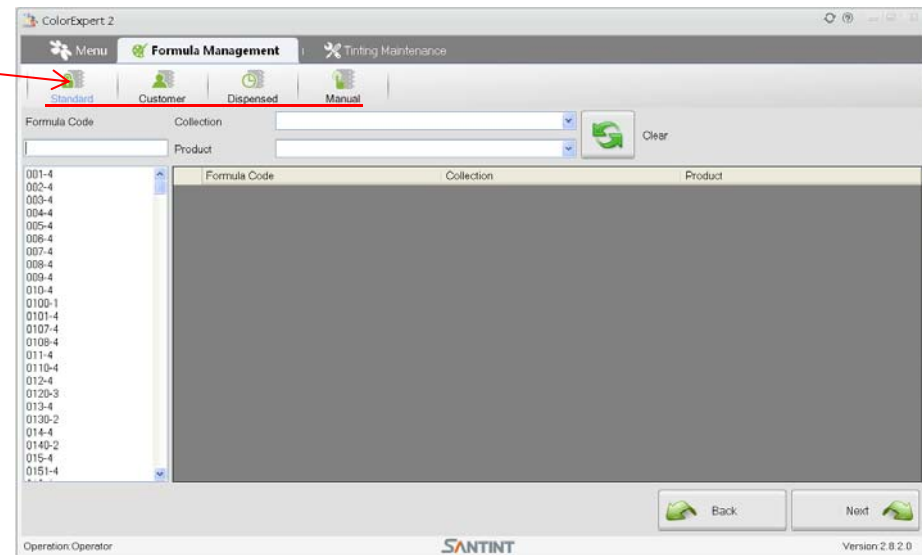 ColorExpert 2
Menu Formula Management Tinting Maintenance
Standard Customer Dispensed Manual
Formula Code Collection
Clear
Product
Formula Code Collection Product
001-4
002-4
003-4
004-4
005-4
006-4
007-4
008-4
009-4
010-4
0100-1
0101-4
0107-4
0108-4
011-4
0110-4
012-4
0120-3
013-4
0130-2
014-4
0140-2
015-4
0151-4
Back Next
Operation:Operator SANTINT Version:2.8.2.0